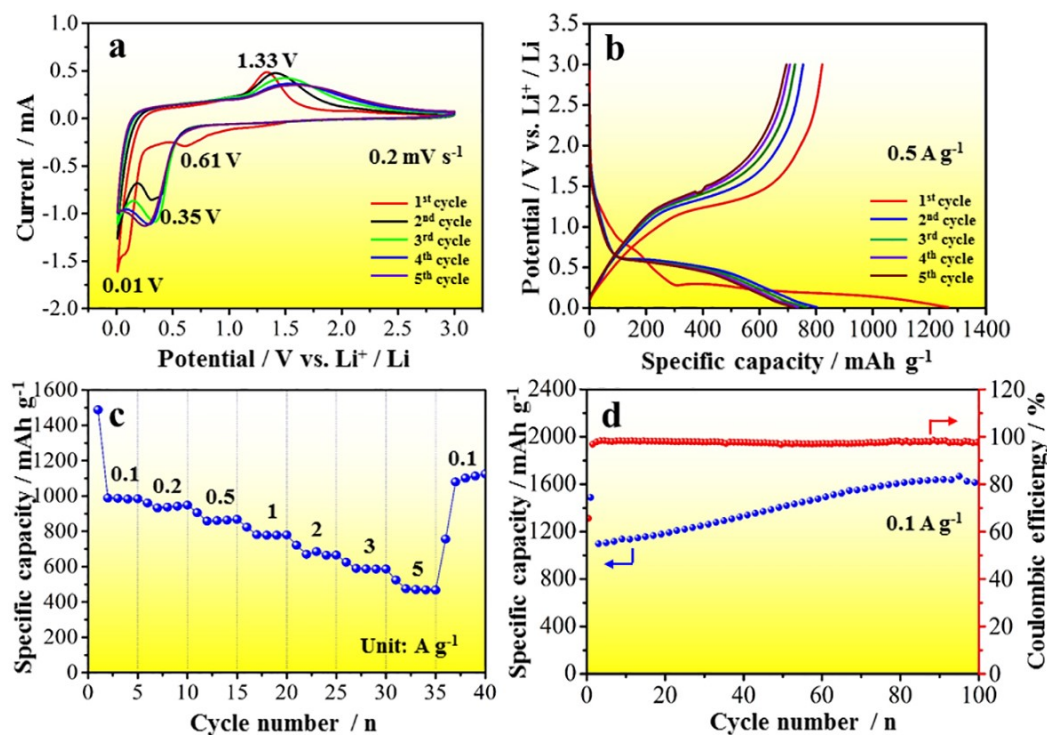 a
1.33 V
0.61 V
0.35 V
0.01 V
0.2 mV s⁻¹
1st cycle
2nd cycle
3rd cycle
4th cycle
5th cycle
1.0
0.5
0.0
-0.5
-1.0
-1.5
-2.0
Current / mA
0.0 0.5 1.0 1.5 2.0 2.5 3.0
Potential / V vs. Li⁺ / Li
b
0.5 A g⁻¹
1st cycle
2nd cycle
3rd cycle
4th cycle
5th cycle
3.5
3.0
2.5
2.0
1.5
1.0
0.5
0.0
Potential / V vs. Li⁺ / Li
0 200 400 600 800 1000 1200 1400
Specific capacity / mAh g⁻¹
c
0.1
0.2
0.5
1
2
3
5
0.1
Unit: A g⁻¹
1600
1400
1200
1000
800
600
400
200
0
Specific capacity / mAh g⁻¹
0 5 10 15 20 25 30 35 40
Cycle number / n
d
0.1 A g⁻¹
2400
2000
1600
1200
800
400
0
Specific capacity / mAh g⁻¹
120
100
80
60
40
20
0
Coulombic efficiengy / %
0 20 40 60 80 100
Cycle number / n